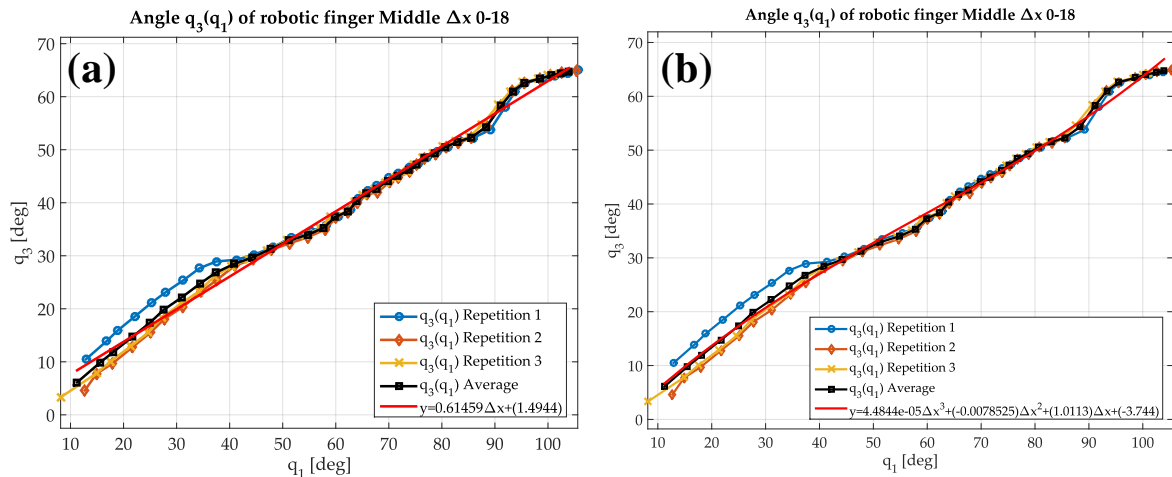 Angle q₃(q₁) of robotic finger Middle Δx 0-18
(a)
70
60
50
40
30
20
10
0
q₃ [deg]
10 20 30 40 50 60 70 80 90 100
q₁ [deg]
q₃(q₁) Repetition 1
q₃(q₁) Repetition 2
q₃(q₁) Repetition 3
q₃(q₁) Average
y=0.61459Δx+(1.4944)
Angle q₃(q₁) of robotic finger Middle Δx 0-18
(b)
70
60
50
40
30
20
10
0
q₃ [deg]
10 20 30 40 50 60 70 80 90 100
q₁ [deg]
q₃(q₁) Repetition 1
q₃(q₁) Repetition 2
q₃(q₁) Repetition 3
q₃(q₁) Average
y=4.4844e-05Δx³+(-0.0078525)Δx²+(1.0113)Δx+(-3.744)